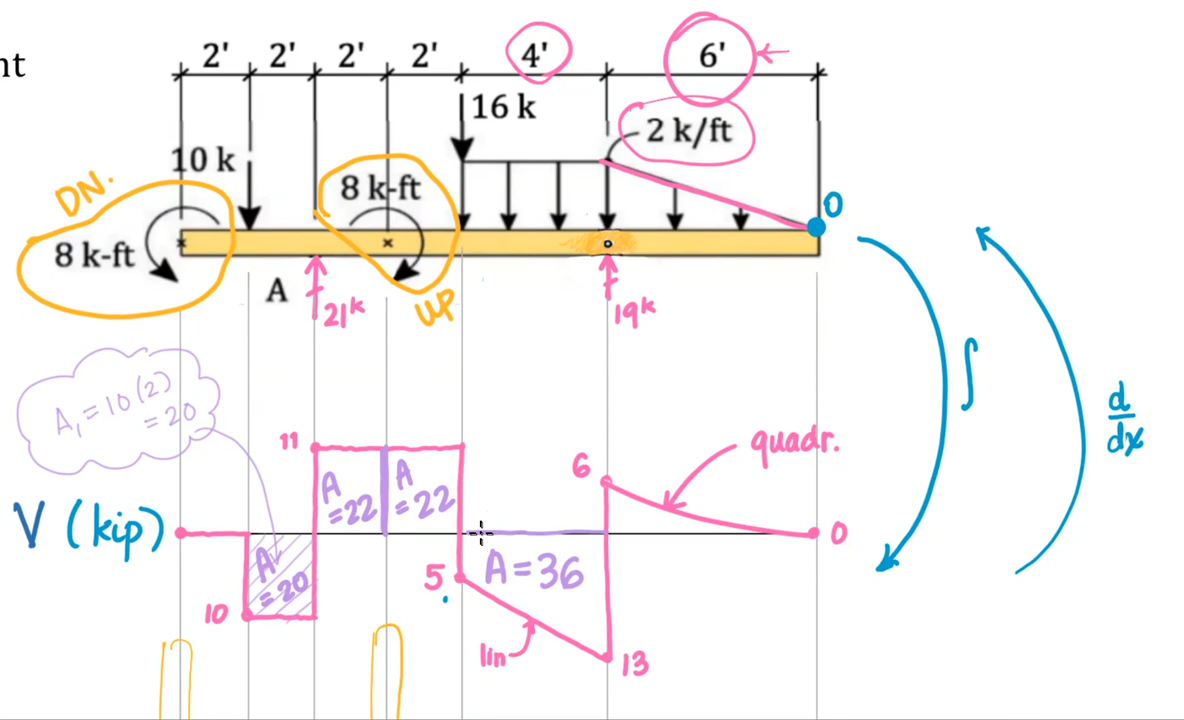 nt
2' 2' 2' 2' 4' 6'
16 k
2 k/ft
10 k
8 k-ft
DN.
0
8 k-ft
A
21ᵏ
UP
19ᵏ
∫
d/dx
A₁ = 10(2)
= 20
11
6
quadr.
A
=22
A
=22
V (kip)
0
A
=20
5
A=36
10
lin
13